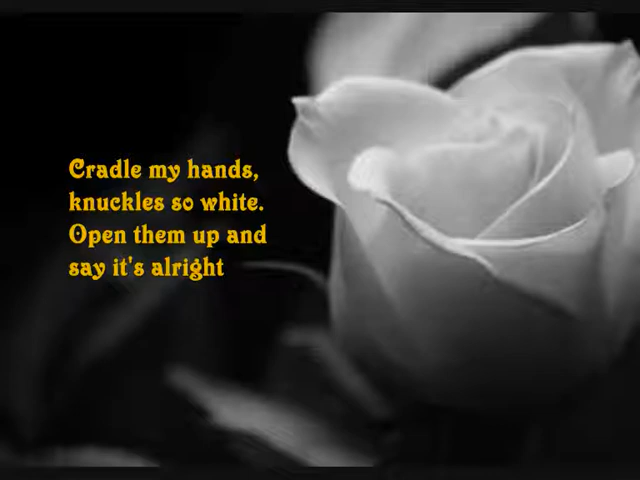 Cradle my hands,
knuckles so white.
Open them up and
say it's alright